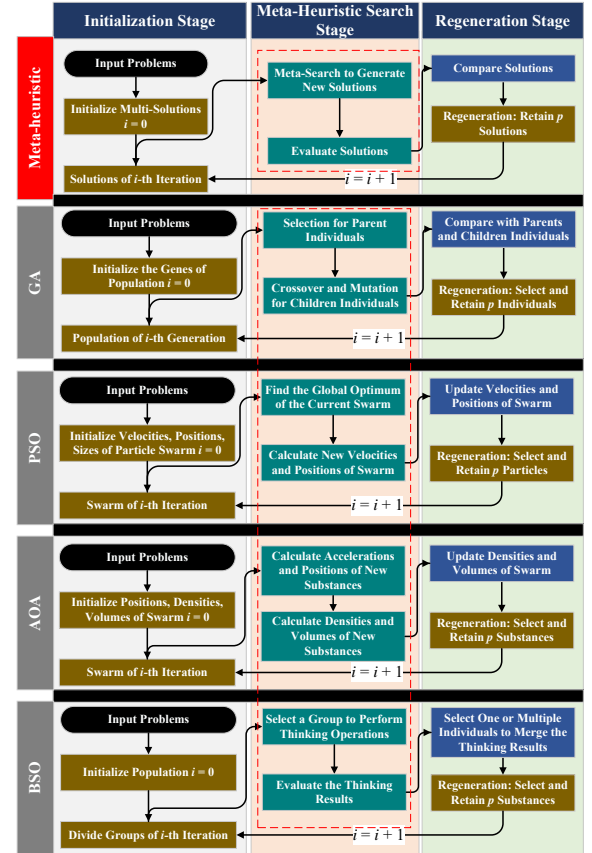 Initialization Stage
Meta-Heuristic Search
Stage
Regeneration Stage
Meta-heuristic
Input Problems
Initialize Multi-Solutions
i = 0
Solutions of i-th Iteration
Meta-Search to Generate
New Solutions
Evaluate Solutions
Compare Solutions
Regeneration: Retain p
Solutions
i = i + 1
GA
Input Problems
Initialize the Genes of
Population i = 0
Population of i-th Generation
Selection for Parent
Individuals
Crossover and Mutation
for Children Individuals
Compare with Parents
and Children Individuals
Regeneration: Select and
Retain p Individuals
i = i + 1
PSO
Input Problems
Initialize Velocities, Positions,
Sizes of Particle Swarm i = 0
Swarm of i-th Iteration
Find the Global Optimum
of the Current Swarm
Calculate New Velocities
and Positions of Swarm
Update Velocities and
Positions of Swarm
Regeneration: Select and
Retain p Particles
i = i + 1
AOA
Input Problems
Initialize Positions, Densities,
Volumes of Swarm i = 0
Swarm of i-th Iteration
Calculate Accelerations
and Positions of New
Substances
Calculate Densities and
Volumes of New
Substances
Update Densities and
Volumes of Swarm
Regeneration: Select and
Retain p Substances
i = i + 1
BSO
Input Problems
Initialize Population i = 0
Divide Groups of i-th Iteration
Select a Group to Perform
Thinking Operations
Evaluate the Thinking
Results
Select One or Multiple
Individuals to Merge the
Thinking Results
Regeneration: Select and
Retain p Substances
i = i + 1